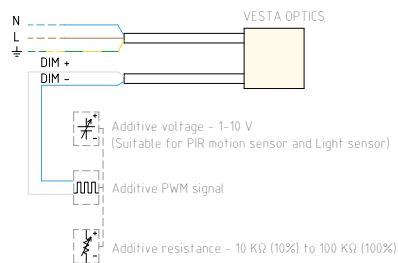 VESTA OPTICS
N
L
DIM +
DIM -
+
-
Additive voltage - 1-10 V
(Suitable for PIR motion sensor and Light sensor)
Additive PWM signal
+
-
Additive resistance - 10 KΩ (10%) to 100 KΩ (100%)